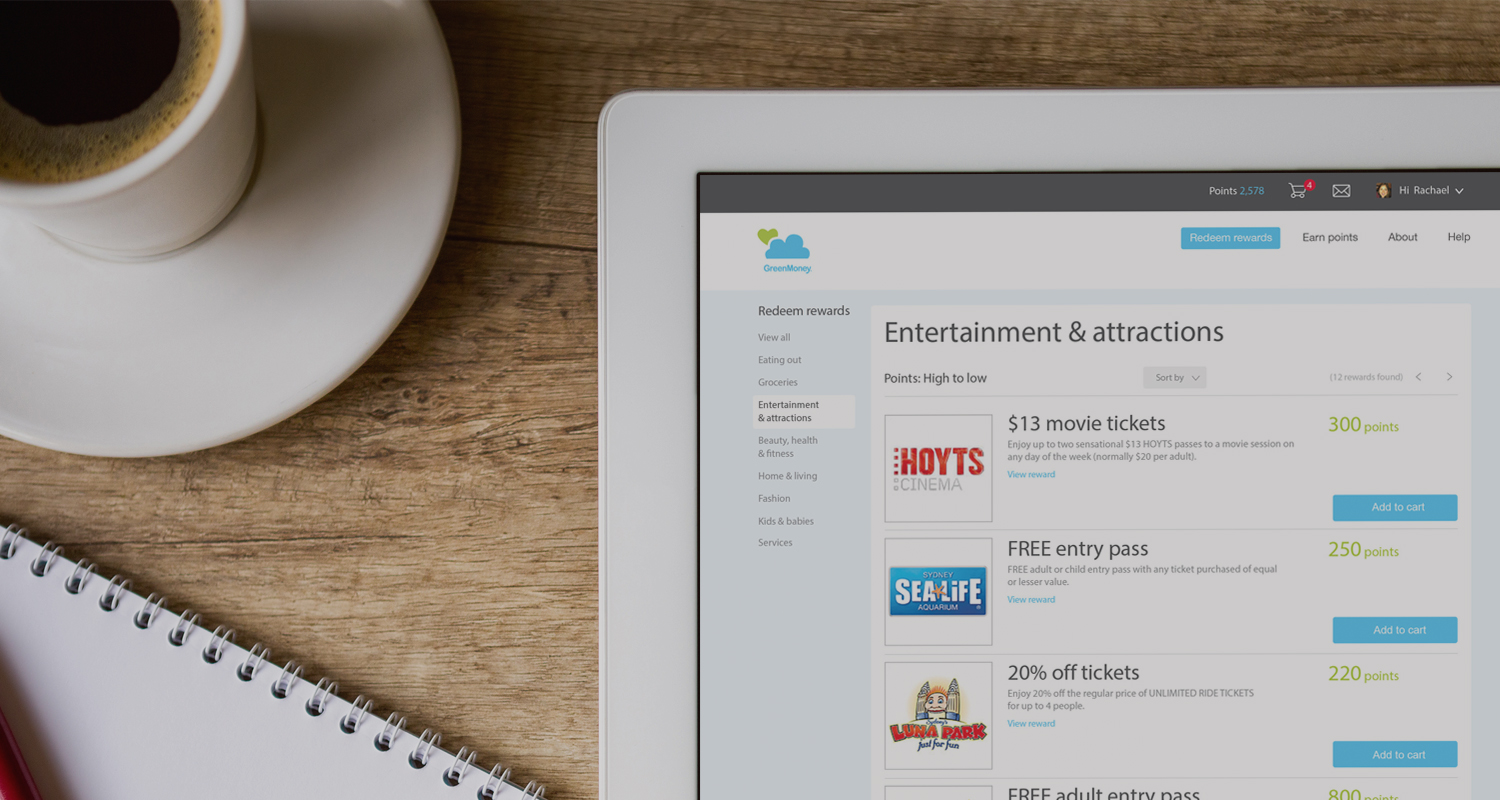 Points 2,578
4
Hi Rachael
GreenMoney
Redeem rewards
Earn points
About
Help
Redeem rewards
View all
Eating out
Groceries
Entertainment
& attractions
Beauty, health
& fitness
Home & living
Fashion
Kids & babies
Services
Entertainment & attractions
Points: High to low
Sort by
(12 rewards found)
HOYTS
CINEMA
$13 movie tickets
300 points
Enjoy up to two sensational $13 HOYTS passes to a movie session on
any day of the week (normally $20 per adult).
View reward
Add to cart
SYDNEY
SEA LiFE
AQUARIUM
FREE entry pass
250 points
FREE adult or child entry pass with any ticket purchased of equal
or lesser value.
View reward
Add to cart
Sydney's
LUNA PARK
just for fun
20% off tickets
220 points
Enjoy 20% off the regular price of UNLIMITED RIDE TICKETS
for up to 4 people.
View reward
Add to cart
FREE adult entry pass
800 points